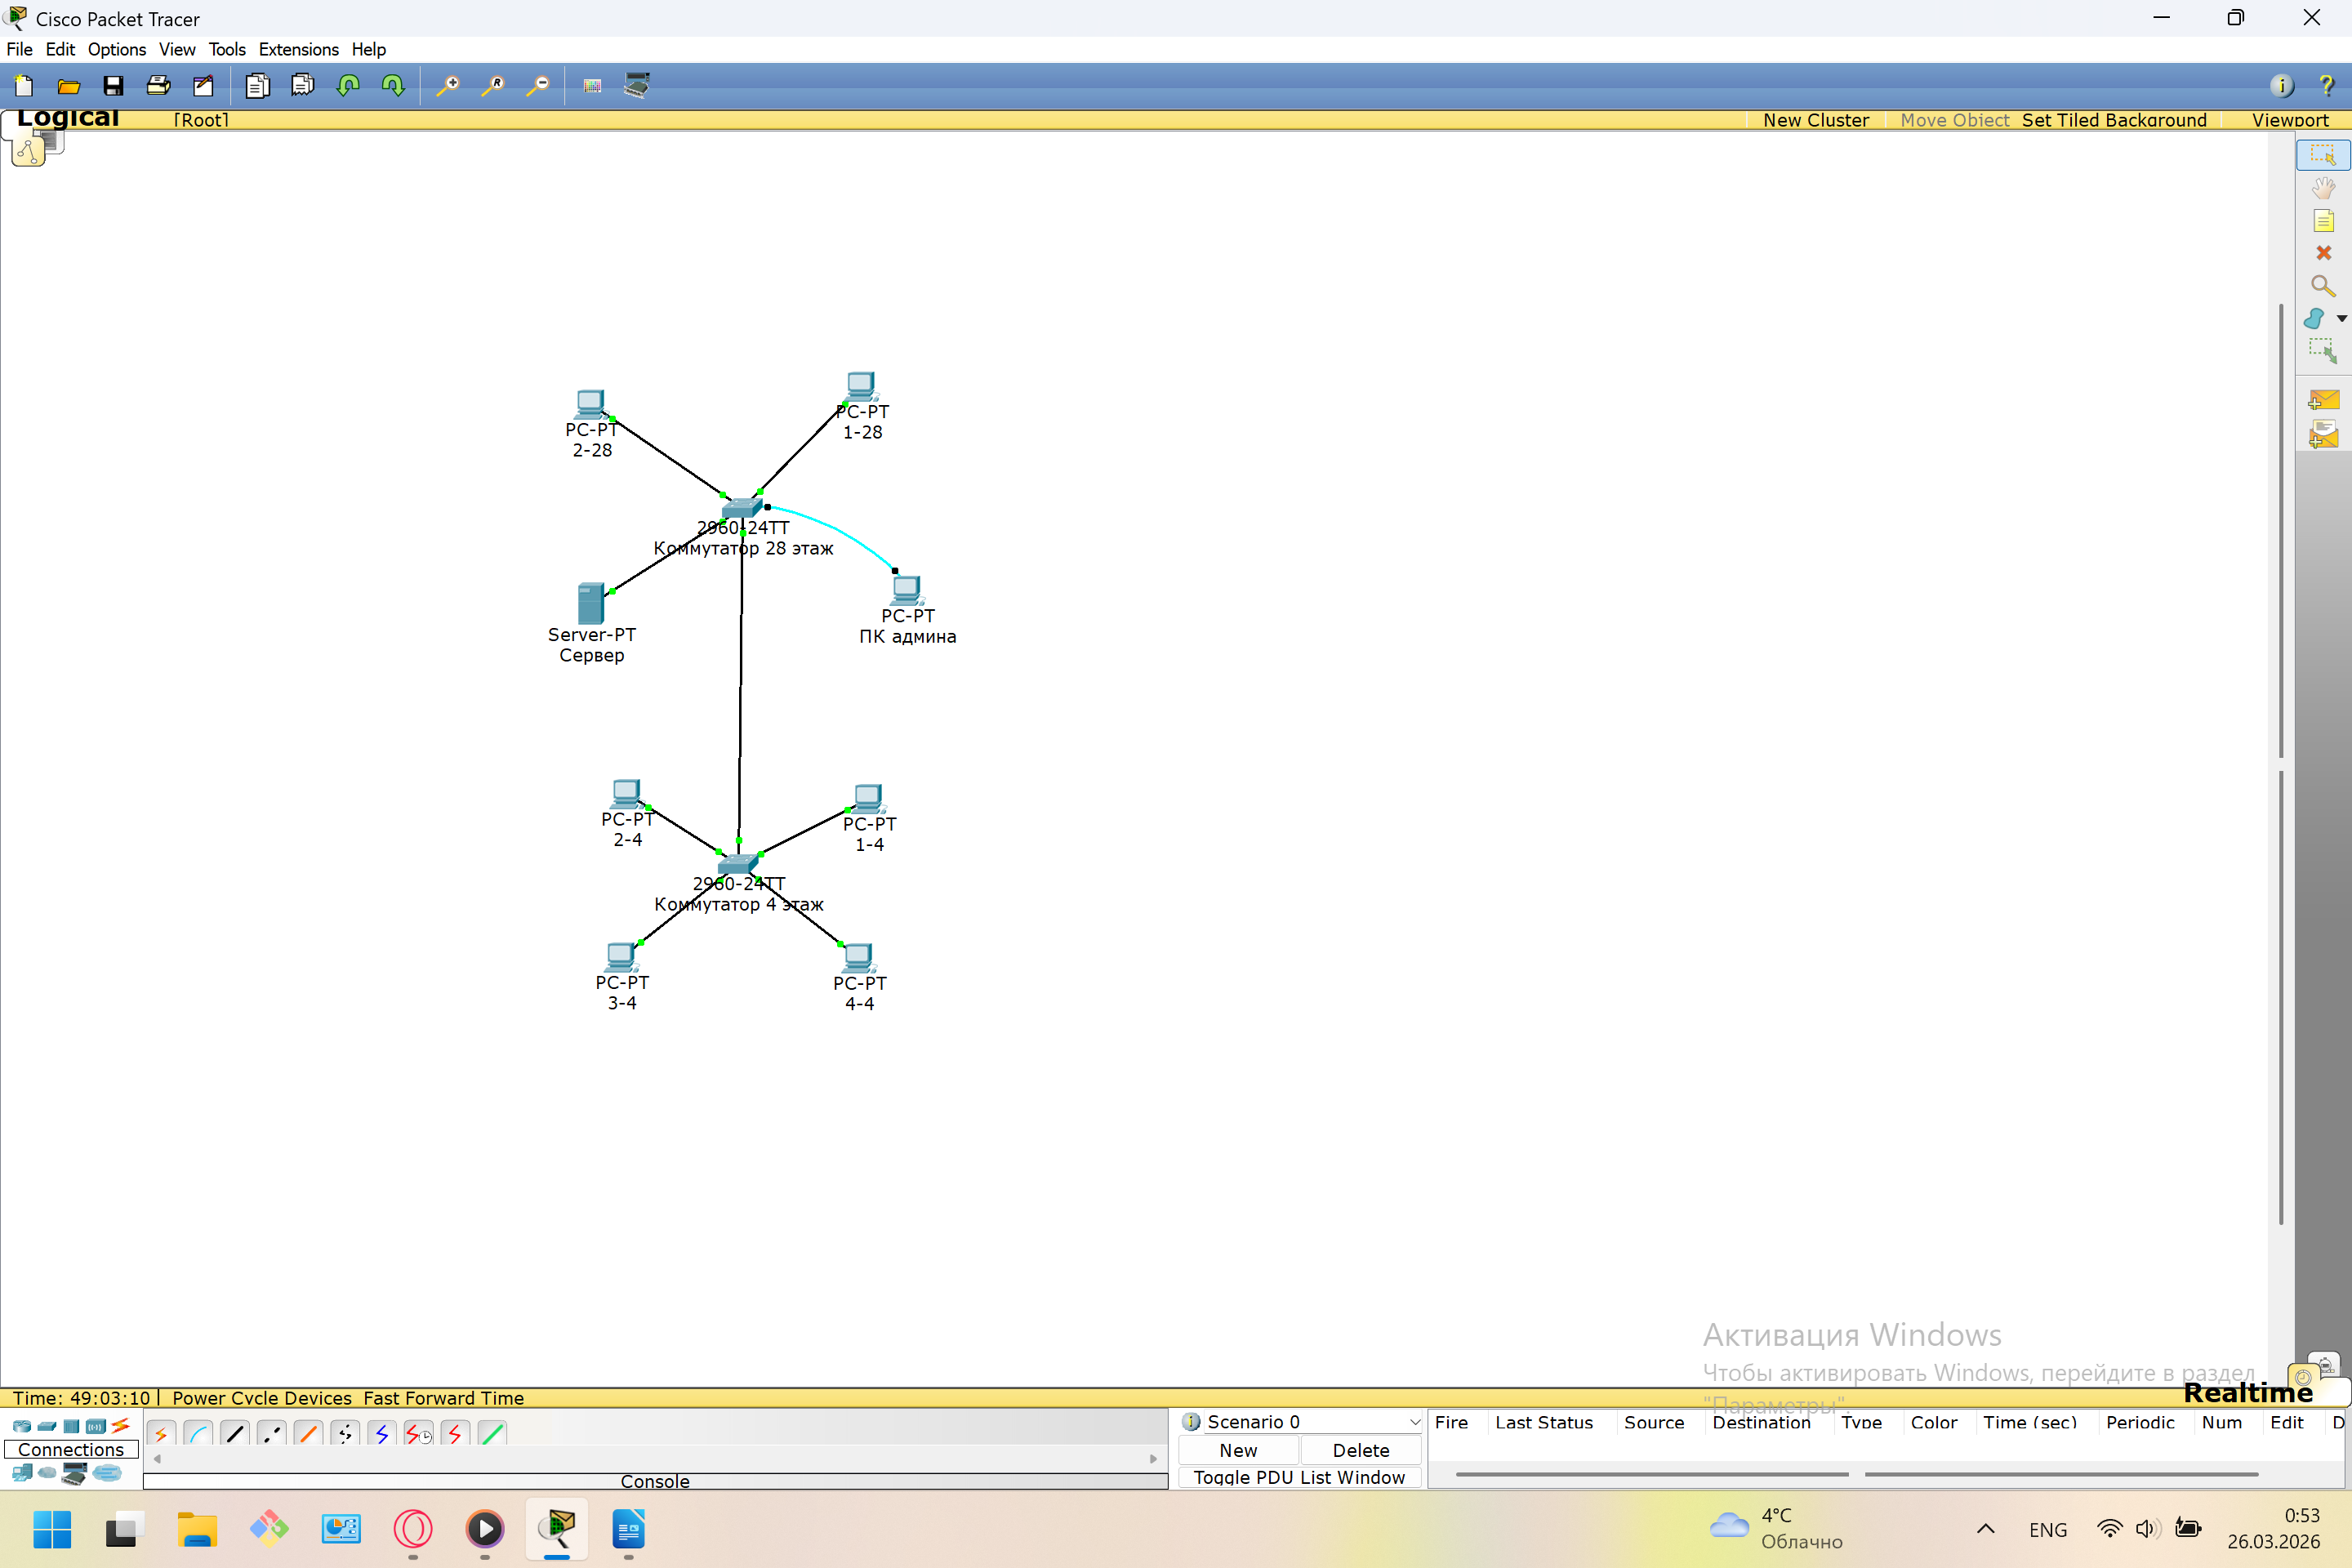 Cisco Packet Tracer
File Edit Options View Tools Extensions Help
Logical [Root] New Cluster Move Object Set Tiled Background Viewport
PC-PT
1-28
PC-PT
2-28
2960-24TT
Коммутатор 28 этаж
PC-PT
ПК админа
Server-PT
Сервер
PC-PT
2-4
PC-PT
1-4
2960-24TT
Коммутатор 4 этаж
PC-PT
3-4
PC-PT
4-4
Активация Windows
Чтобы активировать Windows, перейдите в раздел
"Параметры".
Time: 49:03:10 Power Cycle Devices Fast Forward Time Realtime
Scenario 0
Fire Last Status Source Destination Type Color Time (sec) Periodic Num Edit D
Connections
New Delete
Toggle PDU List Window
Console
4°C
Облачно
ENG
0:53
26.03.2026